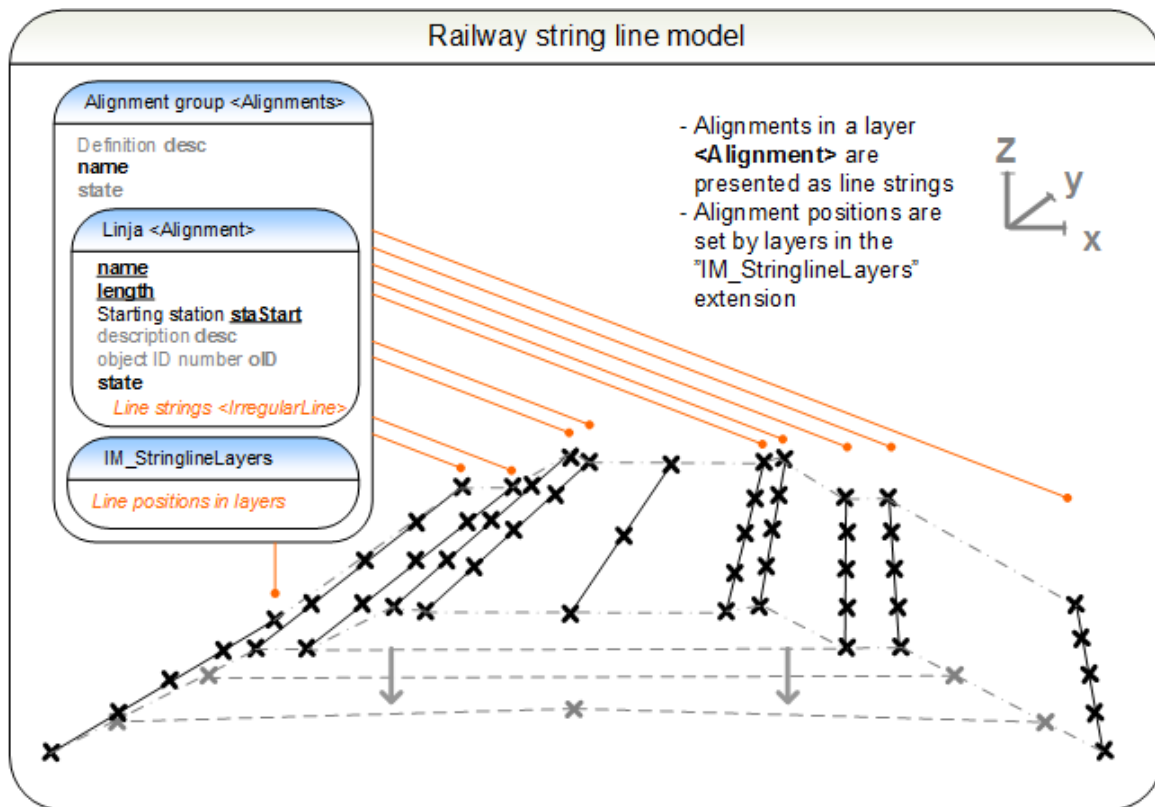 Railway string line model
Alignment group <Alignments>
Definition desc
name
state
Linja <Alignment>
name
length
Starting station staStart
description desc
object ID number oID
state
Line strings <IrregularLine>
IM_StringlineLayers
Line positions in layers
- Alignments in a layer
<Alignment> are
presented as line strings
- Alignment positions are
set by layers in the
"IM_StringlineLayers"
extension
z
y
x